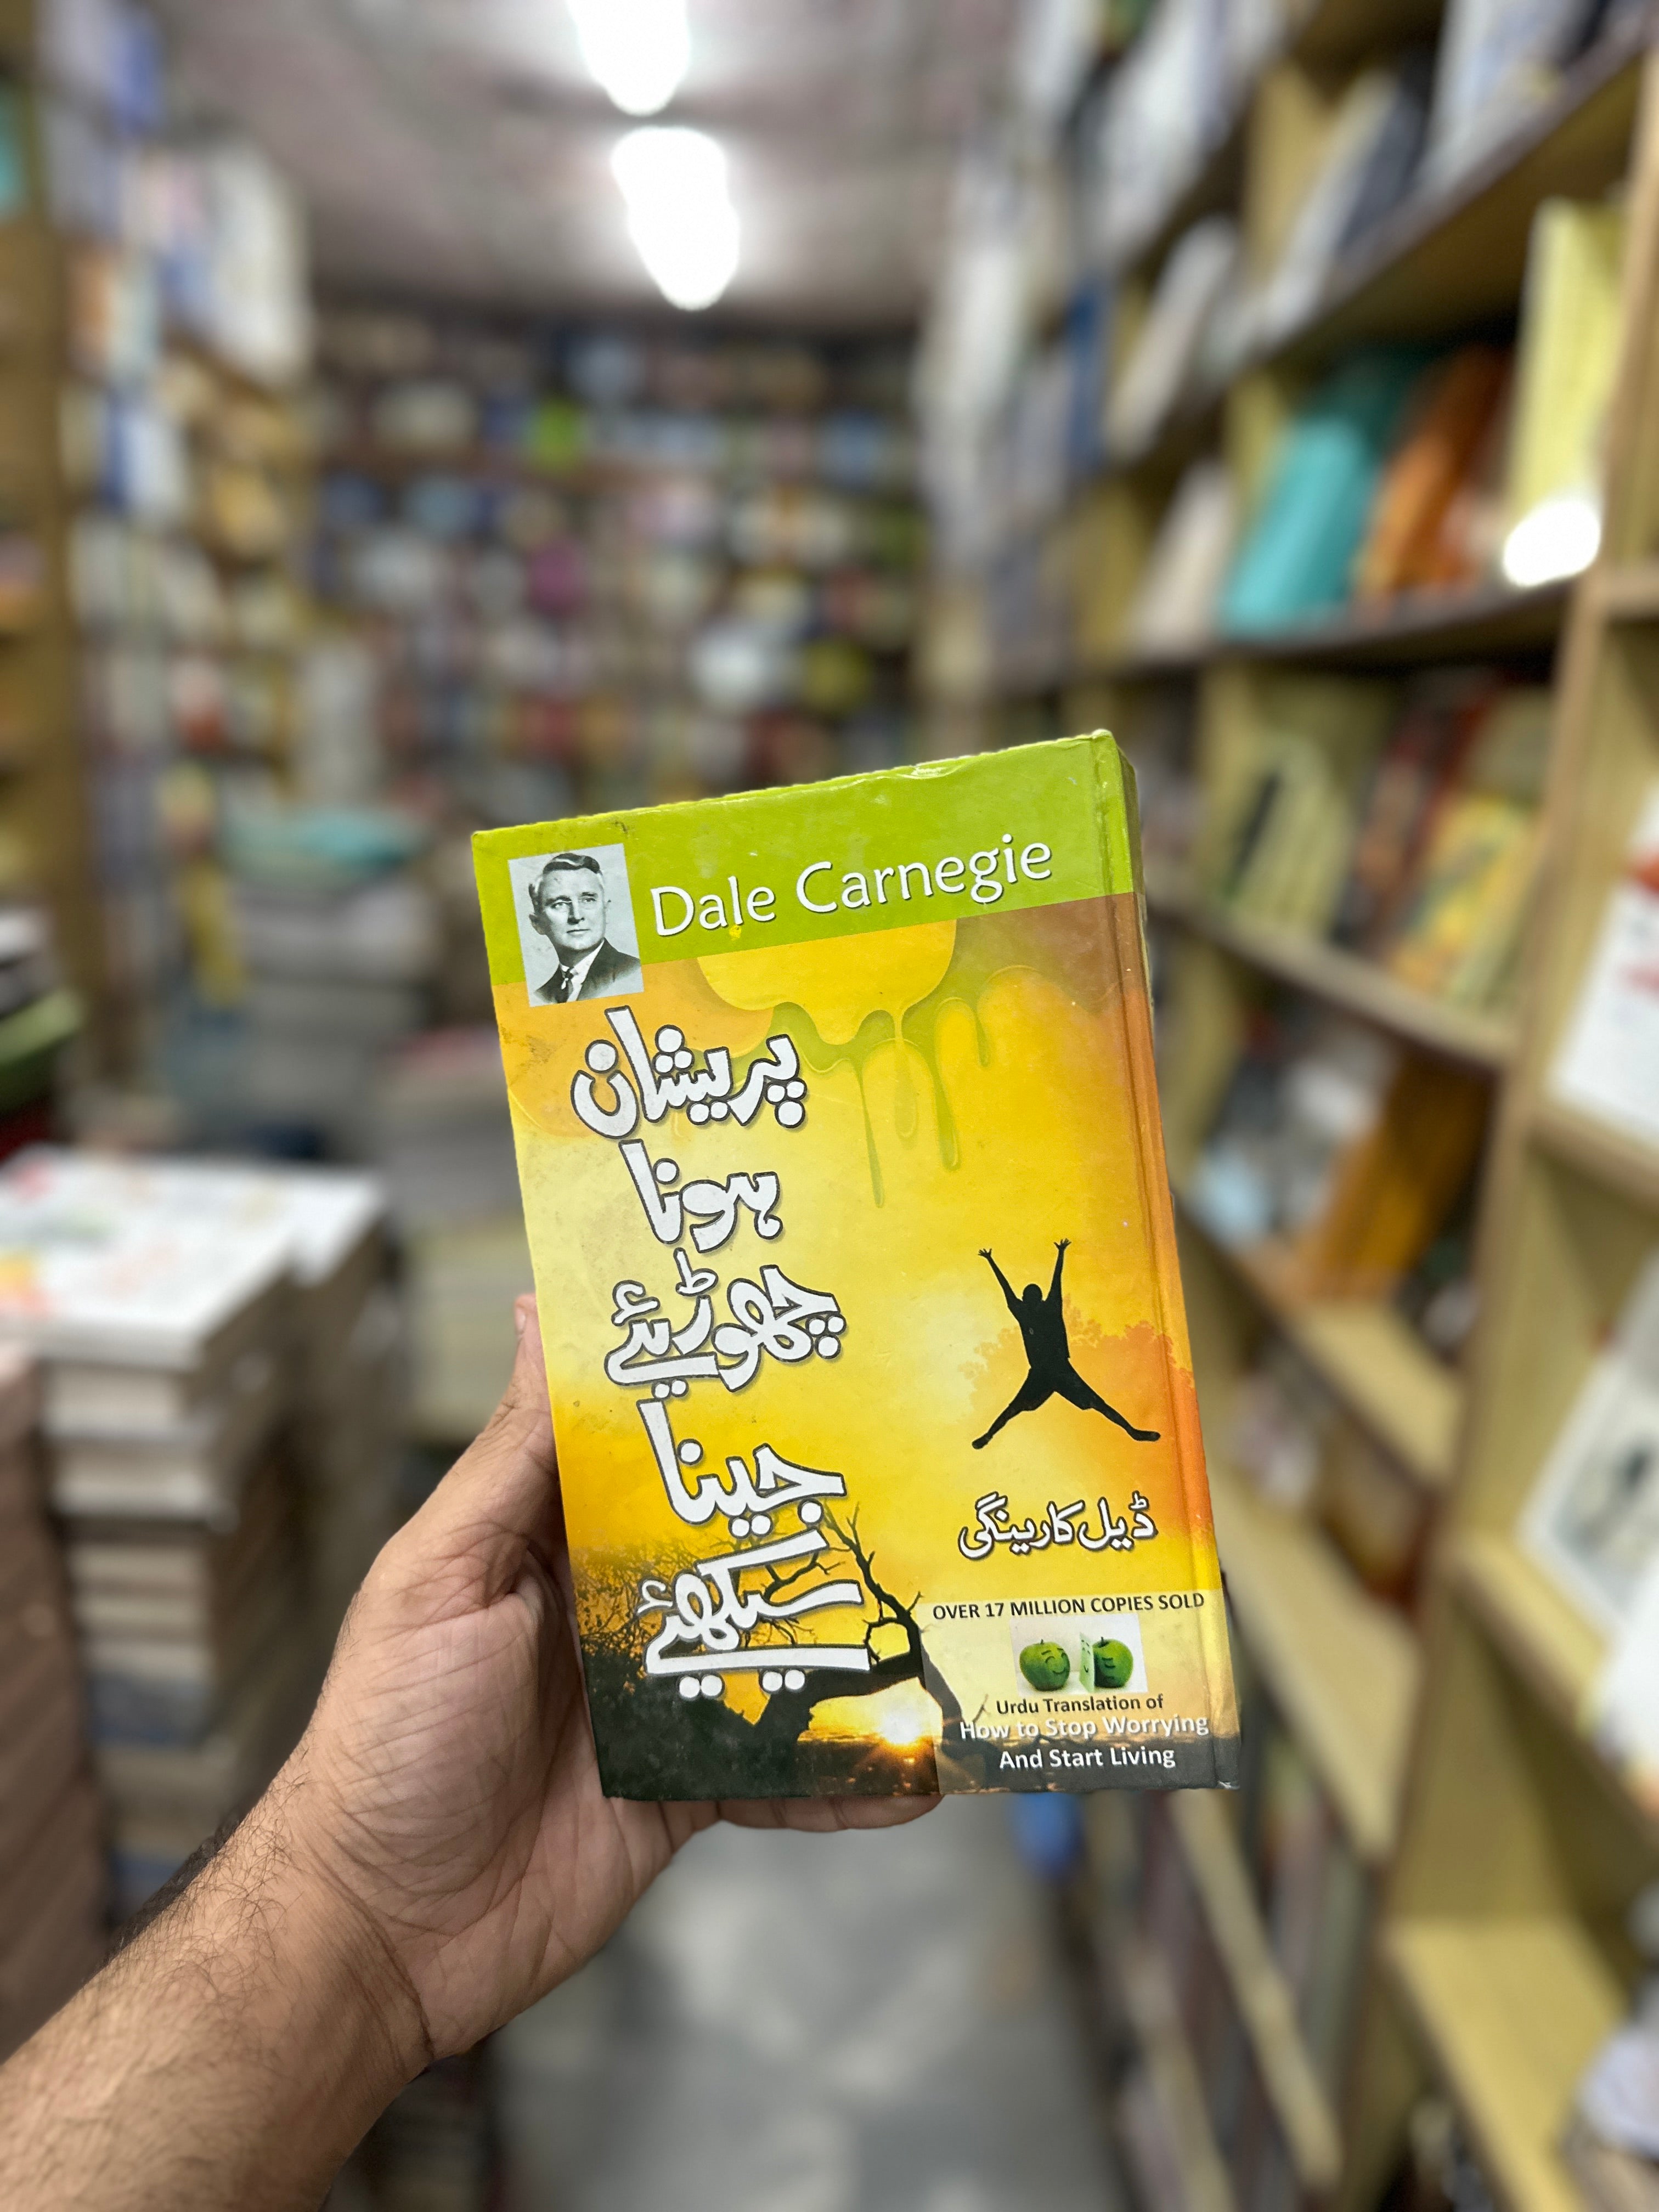 Dale Carnegie
پریشان
ہونا
چھوڑیئے
جینا
سیکھیئے
ڈیل کارینگی
OVER 17 MILLION COPIES SOLD
Urdu Translation of
How to Stop Worrying
And Start Living